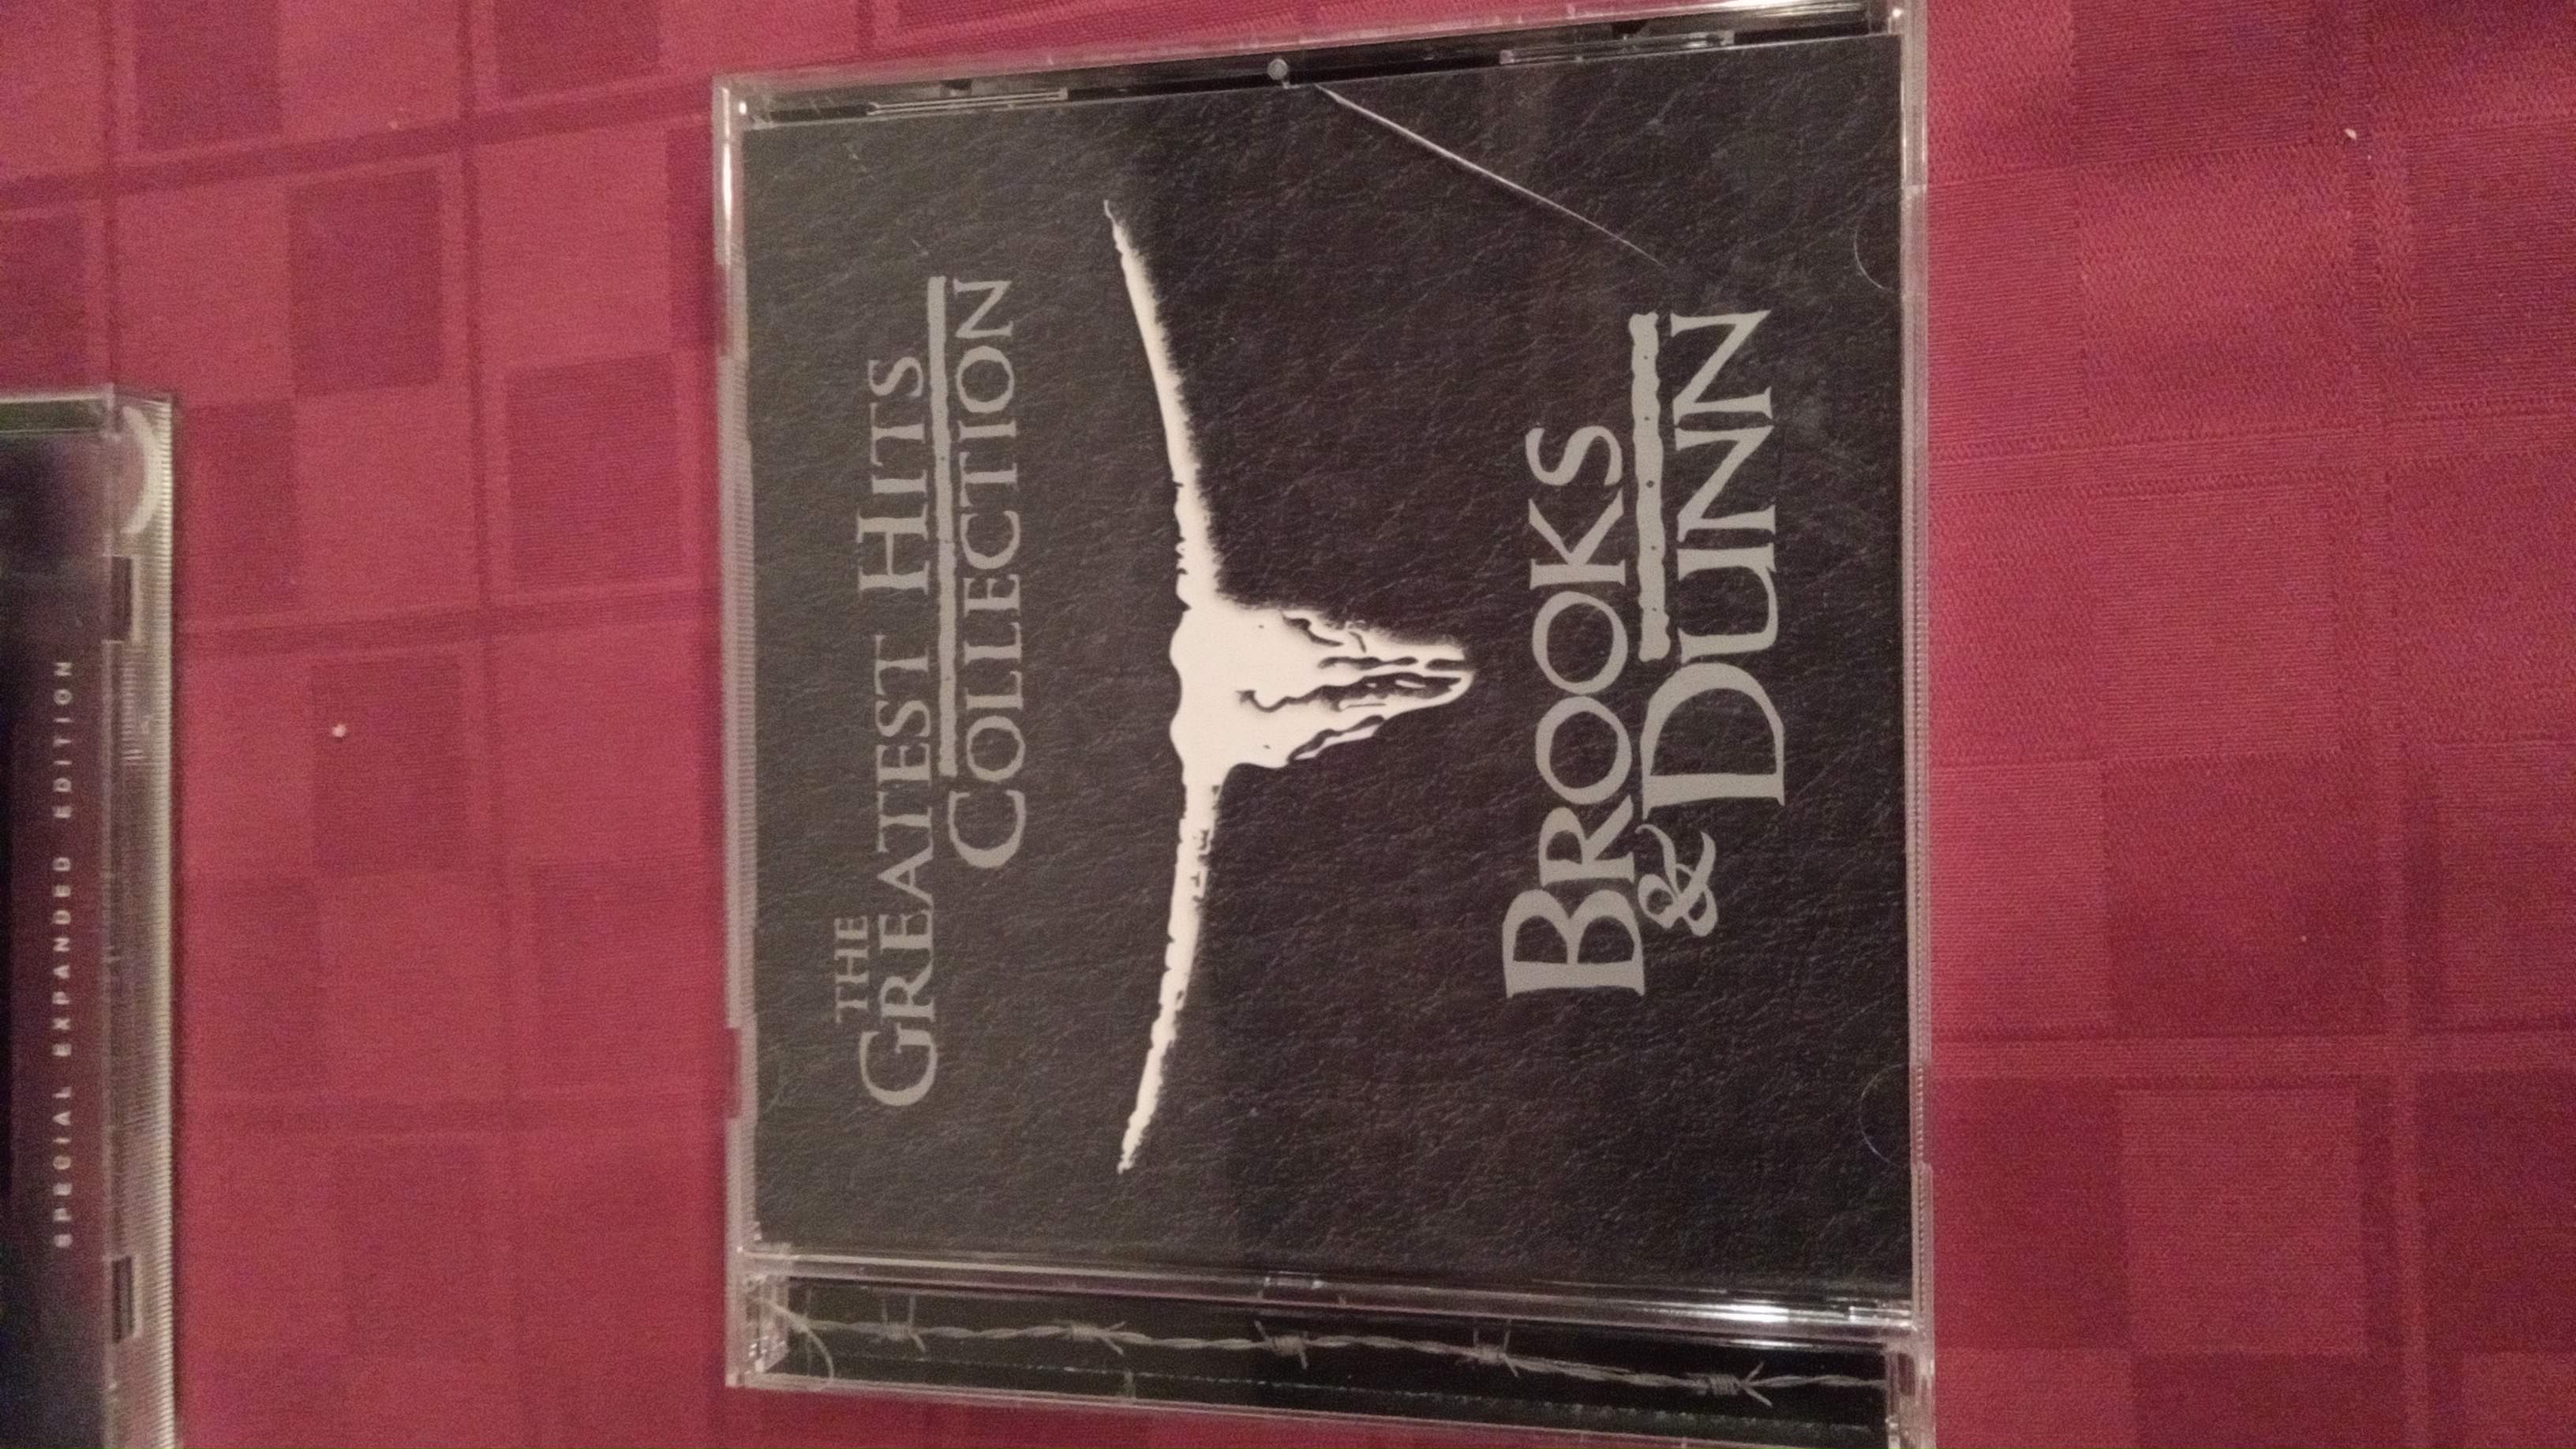 THE
GREATEST HITS
COLLECTION
BROOKS
& DUNN
SPECIAL EXPANDED EDITION